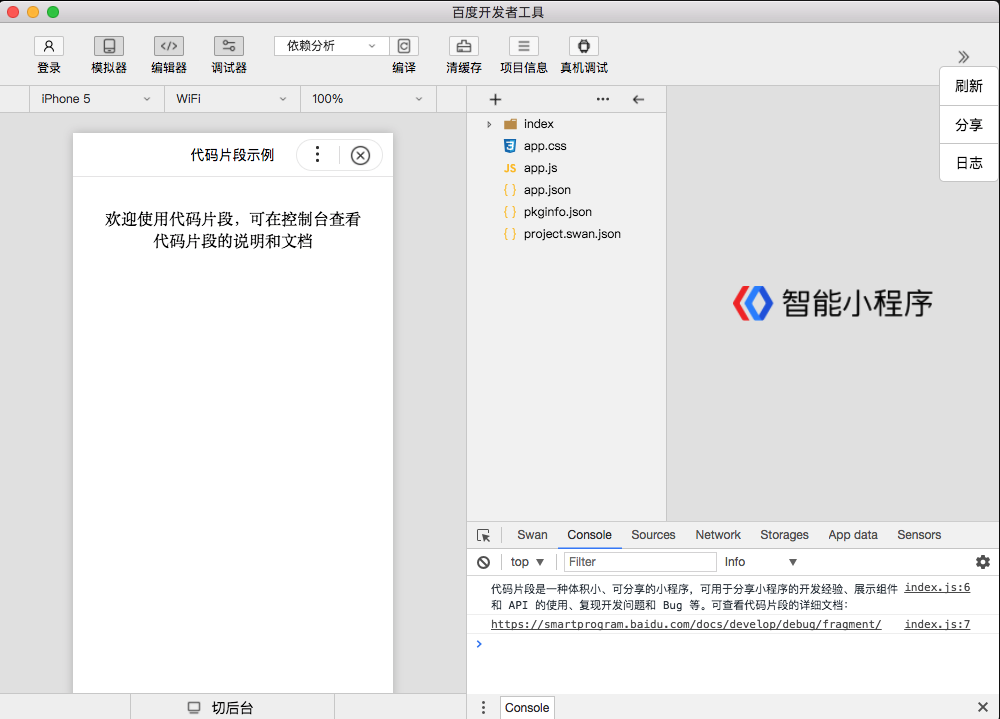 百度开发者工具
登录
模拟器
编辑器
调试器
依赖分析
编译
清缓存
项目信息
真机调试
刷新
分享
日志
iPhone 5
WiFi
100%
代码片段示例
欢迎使用代码片段，可在控制台查看
代码片段的说明和文档
切后台
index
app.css
JS app.js
{ } app.json
{ } pkginfo.json
{ } project.swan.json
智能小程序
Swan
Console
Sources
Network
Storages
App data
Sensors
top
Filter
Info
代码片段是一种体积小、可分享的小程序，可用于分享小程序的开发经验、展示组件 index.js:6
和 API 的使用、复现开发问题和 Bug 等。可查看代码片段的详细文档：
https://smartprogram.baidu.com/docs/develop/debug/fragment/ index.js:7
Console